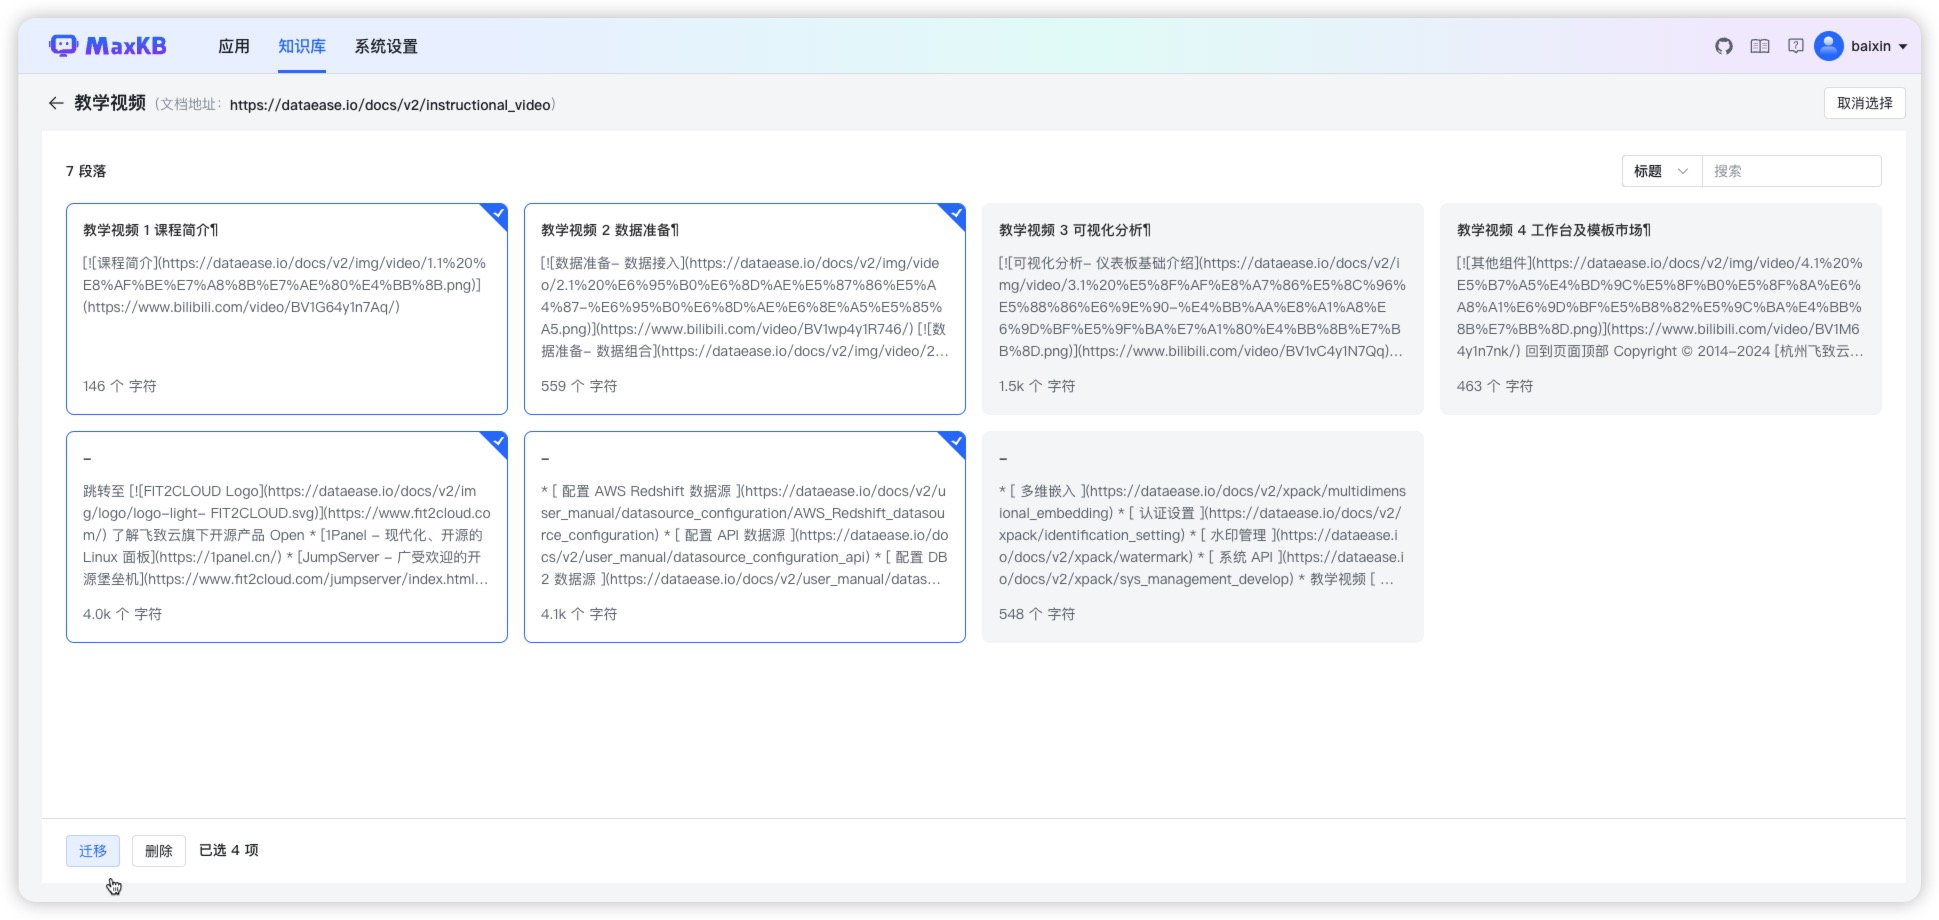 MaxKB 应用 知识库 系统设置 baixin
教学视频 (文档地址： https://dataease.io/docs/v2/instructional_video) 取消选择
7 段落 标题 搜索
教学视频 1 课程简介¶
[![课程简介](https://dataease.io/docs/v2/img/video/1.1%20%
E8%AF%BE%E7%A8%8B%E7%AE%80%E4%BB%8B.png)]
(https://www.bilibili.com/video/BV1G64y1n7Aq/)
146 个 字符
教学视频 2 数据准备¶
[![数据准备– 数据接入](https://dataease.io/docs/v2/img/vide
o/2.1%20%E6%95%B0%E6%8D%AE%E5%87%86%E5%A
4%87-%E6%95%B0%E6%8D%AE%E6%8E%A5%E5%85%
A5.png)](https://www.bilibili.com/video/BV1wp4y1R746/) [![数
据准备– 数据组合](https://dataease.io/docs/v2/img/video/2...
559 个 字符
教学视频 3 可视化分析¶
[![可视化分析– 仪表板基础介绍](https://dataease.io/docs/v2/i
mg/video/3.1%20%E5%8F%AF%E8%A7%86%E5%8C%96%
E5%88%86%E6%9E%90-%E4%BB%AA%E8%A1%A8%E
6%9D%BF%E5%9F%BA%E7%A1%80%E4%BB%8B%E7%B
B%8D.png)](https://www.bilibili.com/video/BV1vC4y1N7Qq)...
1.5k 个 字符
教学视频 4 工作台及模板市场¶
[![其他组件](https://dataease.io/docs/v2/img/video/4.1%20%
E5%B7%A5%E4%BD%9C%E5%8F%B0%E5%8F%8A%E6%
A8%A1%E6%9D%BF%E5%B8%82%E5%9C%BA%E4%BB%
8B%E7%BB%8D.png)](https://www.bilibili.com/video/BV1M6
4y1n7nk/) 回到页面顶部 Copyright © 2014–2024 [杭州飞致云...
463 个 字符
–
跳转至 [![FIT2CLOUD Logo](https://dataease.io/docs/v2/im
g/logo/logo-light– FIT2CLOUD.svg)](https://www.fit2cloud.co
m/) 了解飞致云旗下开源产品 Open * [1Panel – 现代化、开源的
Linux 面板](https://1panel.cn/) * [JumpServer – 广受欢迎的开
源堡垒机](https://www.fit2cloud.com/jumpserver/index.html...
4.0k 个 字符
–
* [ 配置 AWS Redshift 数据源 ](https://dataease.io/docs/v2/u
ser_manual/datasource_configuration/AWS_Redshift_datasou
rce_configuration) * [ 配置 API 数据源 ](https://dataease.io/do
cs/v2/user_manual/datasource_configuration_api) * [ 配置 DB
2 数据源 ](https://dataease.io/docs/v2/user_manual/datas...
4.1k 个 字符
–
* [ 多维嵌入 ](https://dataease.io/docs/v2/xpack/multidimens
ional_embedding) * [ 认证设置 ](https://dataease.io/docs/v2/
xpack/identification_setting) * [ 水印管理 ](https://dataease.i
o/docs/v2/xpack/watermark) * [ 系统 API ](https://dataease.i
o/docs/v2/xpack/sys_management_develop) * 教学视频 [ ...
548 个 字符
迁移 删除 已选 4 项